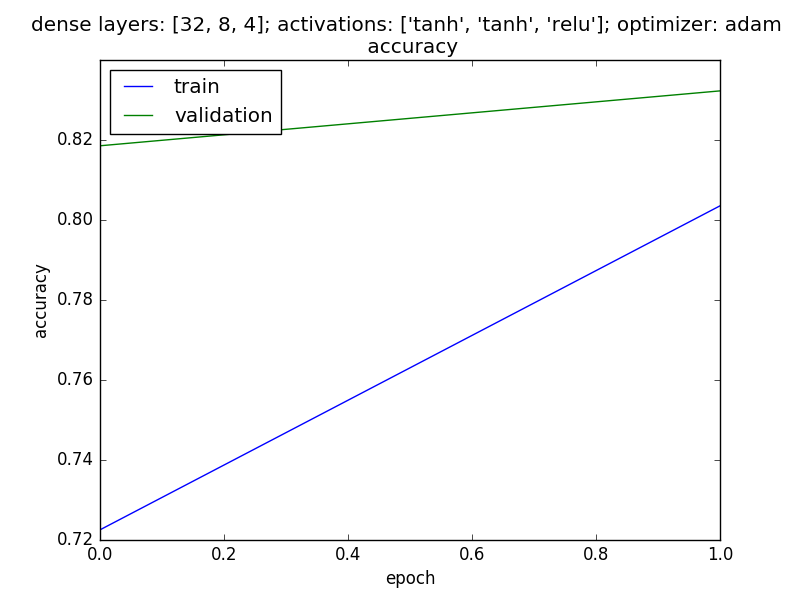 dense layers: [32, 8, 4]; activations: ['tanh', 'tanh', 'relu']; optimizer: adam
accuracy
train
validation
0.82
0.80
0.78
0.76
0.74
0.72
accuracy
0.0 0.2 0.4 0.6 0.8 1.0
epoch